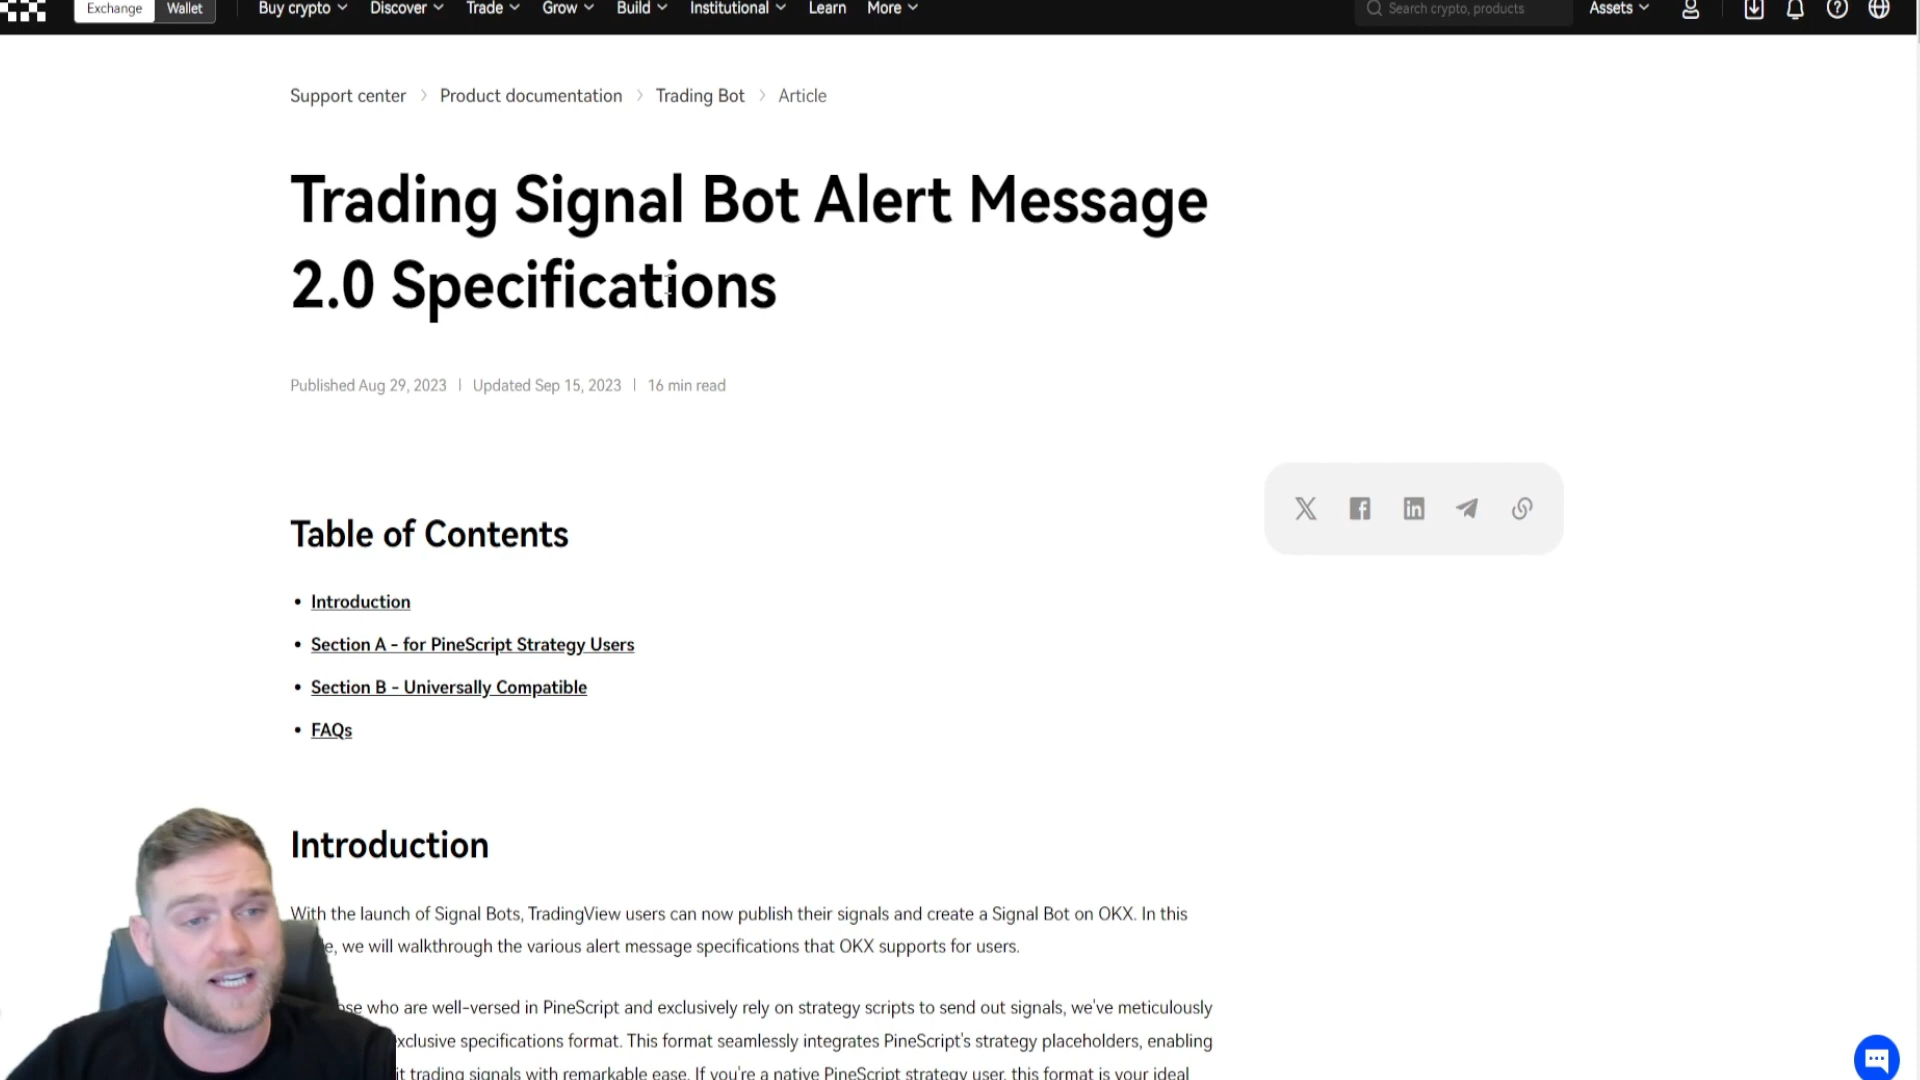 Exchange Wallet Buy crypto Discover Trade Grow Build Institutional Learn More Search crypto, products Assets
Support center Product documentation Trading Bot Article
Trading Signal Bot Alert Message
2.0 Specifications
Published Aug 29, 2023 | Updated Sep 15, 2023 | 16 min read
Table of Contents
• Introduction
• Section A - for PineScript Strategy Users
• Section B - Universally Compatible
• FAQs
Introduction
With the launch of Signal Bots, TradingView users can now publish their signals and create a Signal Bot on OKX. In this
we will walkthrough the various alert message specifications that OKX supports for users.
who are well-versed in PineScript and exclusively rely on strategy scripts to send out signals, we've meticulously
specifications format. This format seamlessly integrates PineScript's strategy placeholders, enabling
trading signals with remarkable ease. If you're a native PineScript strategy user, this format is your ideal